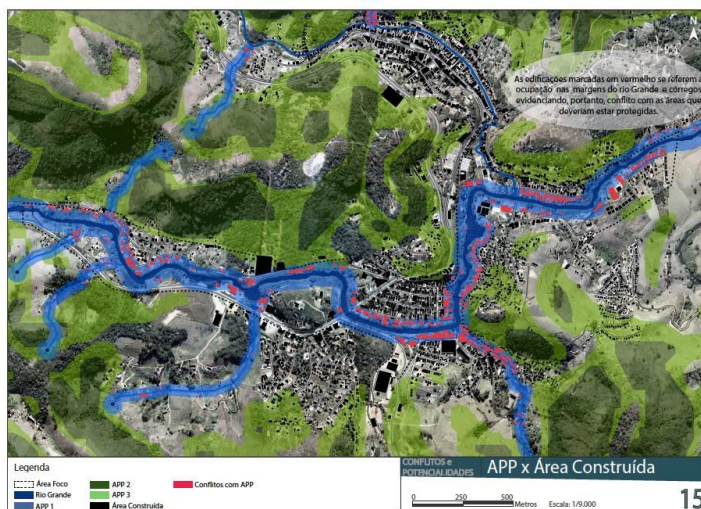 N
As edificações marcadas em vermelho se referem a
ocupação nas margens do rio Grande e córregos
evidenciando, portanto, conflito com as áreas que
deveriam estar protegidas.
Legenda
Área Foco
Rio Grande
APP 1
APP 2
APP 3
Área Construída
Conflitos com APP
CONFLITOS e
POTENCIALIDADES
APP x Área Construída
0 250 500
Metros Escala: 1/9.000
15